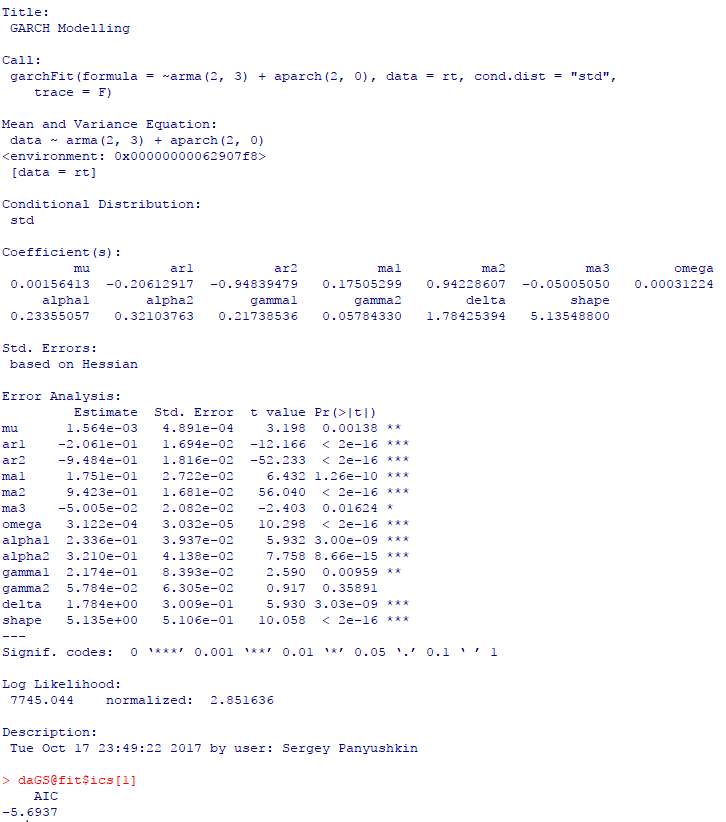 Title:
 GARCH Modelling

Call:
 garchFit(formula = ~arma(2, 3) + aparch(2, 0), data = rt, cond.dist = "std",
    trace = F)

Mean and Variance Equation:
 data ~ arma(2, 3) + aparch(2, 0)
<environment: 0x00000000062907f8>
 [data = rt]

Conditional Distribution:
 std

Coefficient(s):
         mu          ar1          ar2          ma1          ma2          ma3        omega
 0.00156413  -0.20612917  -0.94839479   0.17505299   0.94228607  -0.05005050   0.00031224
     alpha1       alpha2       gamma1       gamma2        delta        shape
 0.23355057   0.32103763   0.21738536   0.05784330   1.78425394   5.13548800

Std. Errors:
 based on Hessian

Error Analysis:
         Estimate  Std. Error  t value Pr(>|t|)
mu      1.564e-03   4.891e-04    3.198  0.00138 **
ar1    -2.061e-01   1.694e-02  -12.166  < 2e-16 ***
ar2    -9.484e-01   1.816e-02  -52.233  < 2e-16 ***
ma1     1.751e-01   2.722e-02    6.432 1.26e-10 ***
ma2     9.423e-01   1.681e-02   56.040  < 2e-16 ***
ma3    -5.005e-02   2.082e-02   -2.403  0.01624 *
omega   3.122e-04   3.032e-05   10.298  < 2e-16 ***
alpha1  2.336e-01   3.937e-02    5.932 3.00e-09 ***
alpha2  3.210e-01   4.138e-02    7.758 8.66e-15 ***
gamma1  2.174e-01   8.393e-02    2.590  0.00959 **
gamma2  5.784e-02   6.305e-02    0.917  0.35891
delta   1.784e+00   3.009e-01    5.930 3.03e-09 ***
shape   5.135e+00   5.106e-01   10.058  < 2e-16 ***
---
Signif. codes:  0 ‘***’ 0.001 ‘**’ 0.01 ‘*’ 0.05 ‘.’ 0.1 ‘ ’ 1

Log Likelihood:
 7745.044    normalized:  2.851636

Description:
 Tue Oct 17 23:49:22 2017 by user: Sergey Panyushkin

> daGS@fit$ics[1]
    AIC
-5.6937